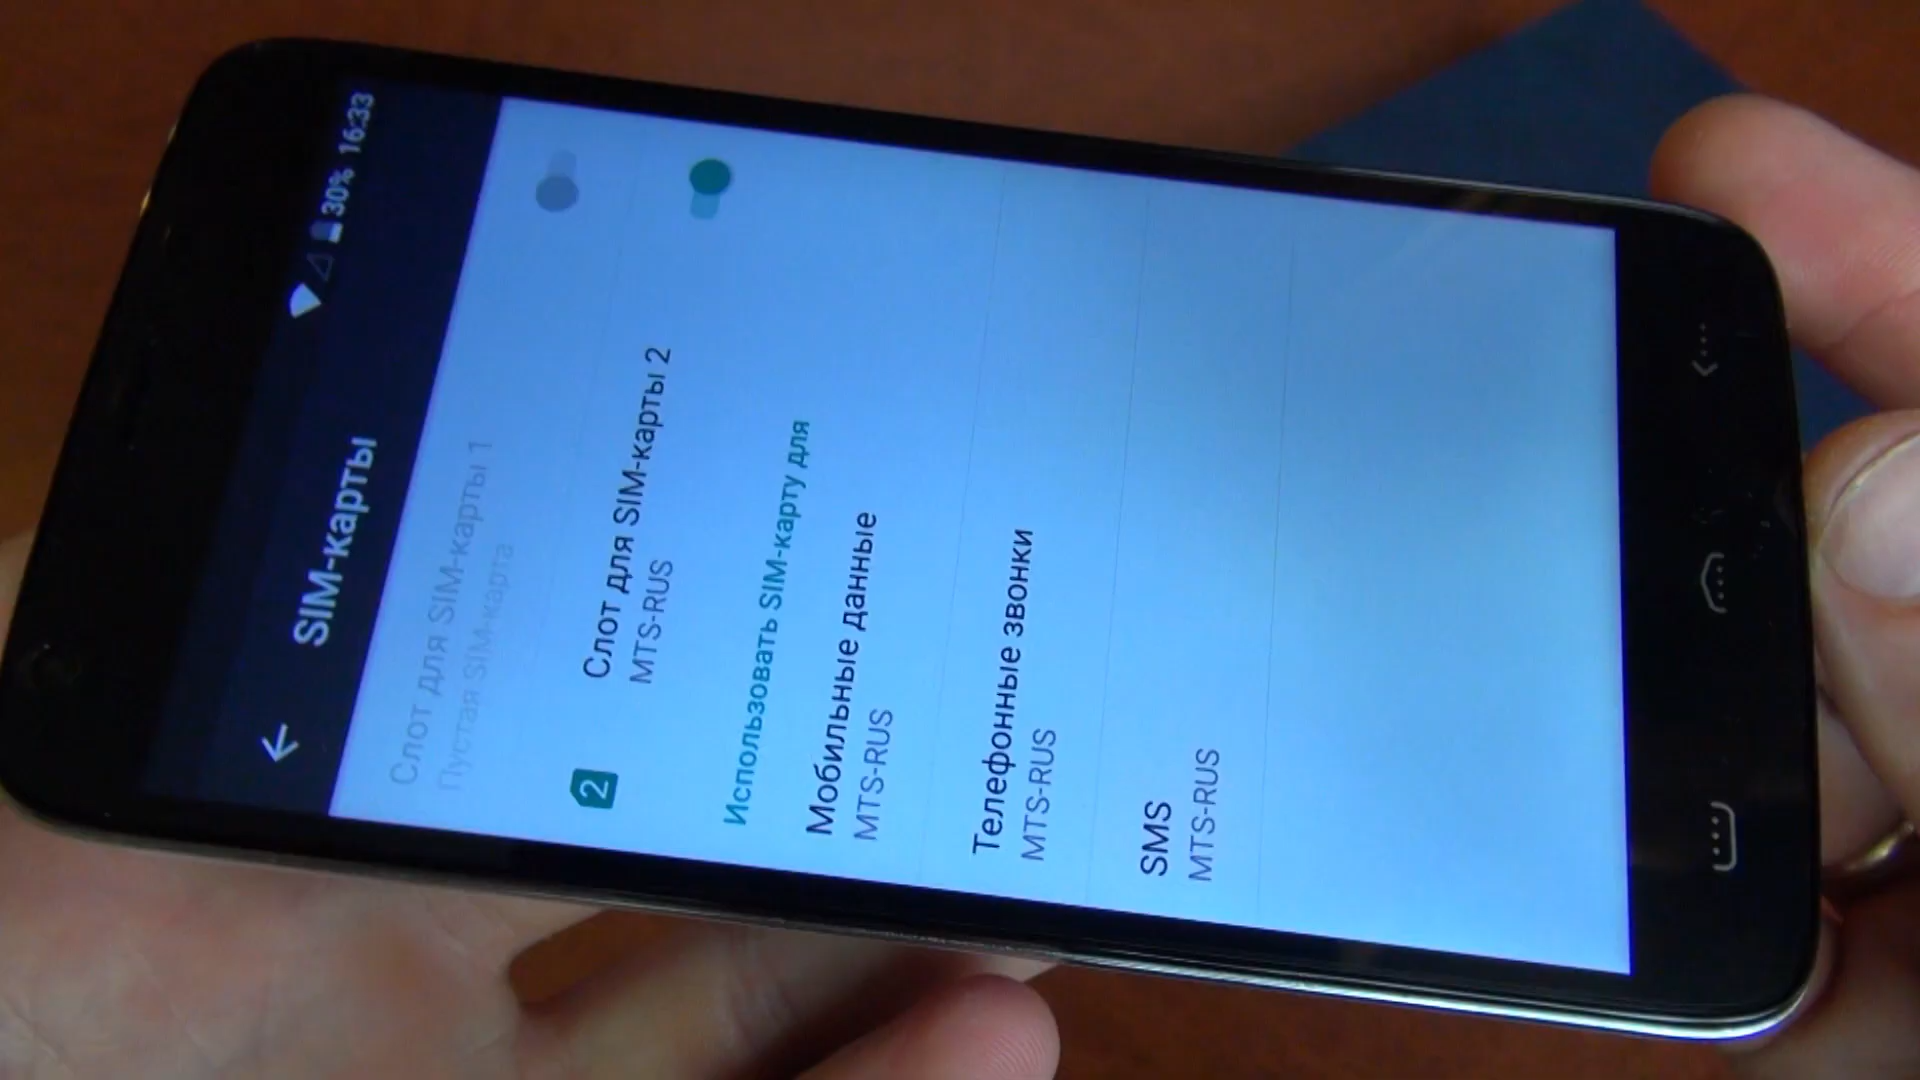 30% 16:33
SIM-карты
Слот для SIM-карты 1
Пустая SIM-карта
2
Слот для SIM-карты 2
MTS-RUS
Использовать SIM-карту для
Мобильные данные
MTS-RUS
Телефонные звонки
MTS-RUS
SMS
MTS-RUS